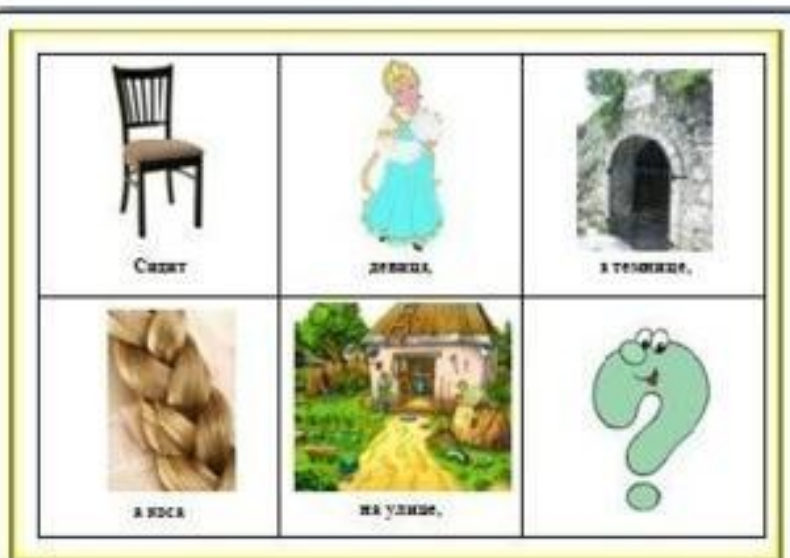 Сидит
девица,
в темнице,
а коса
на улице,